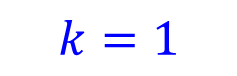 k = 1